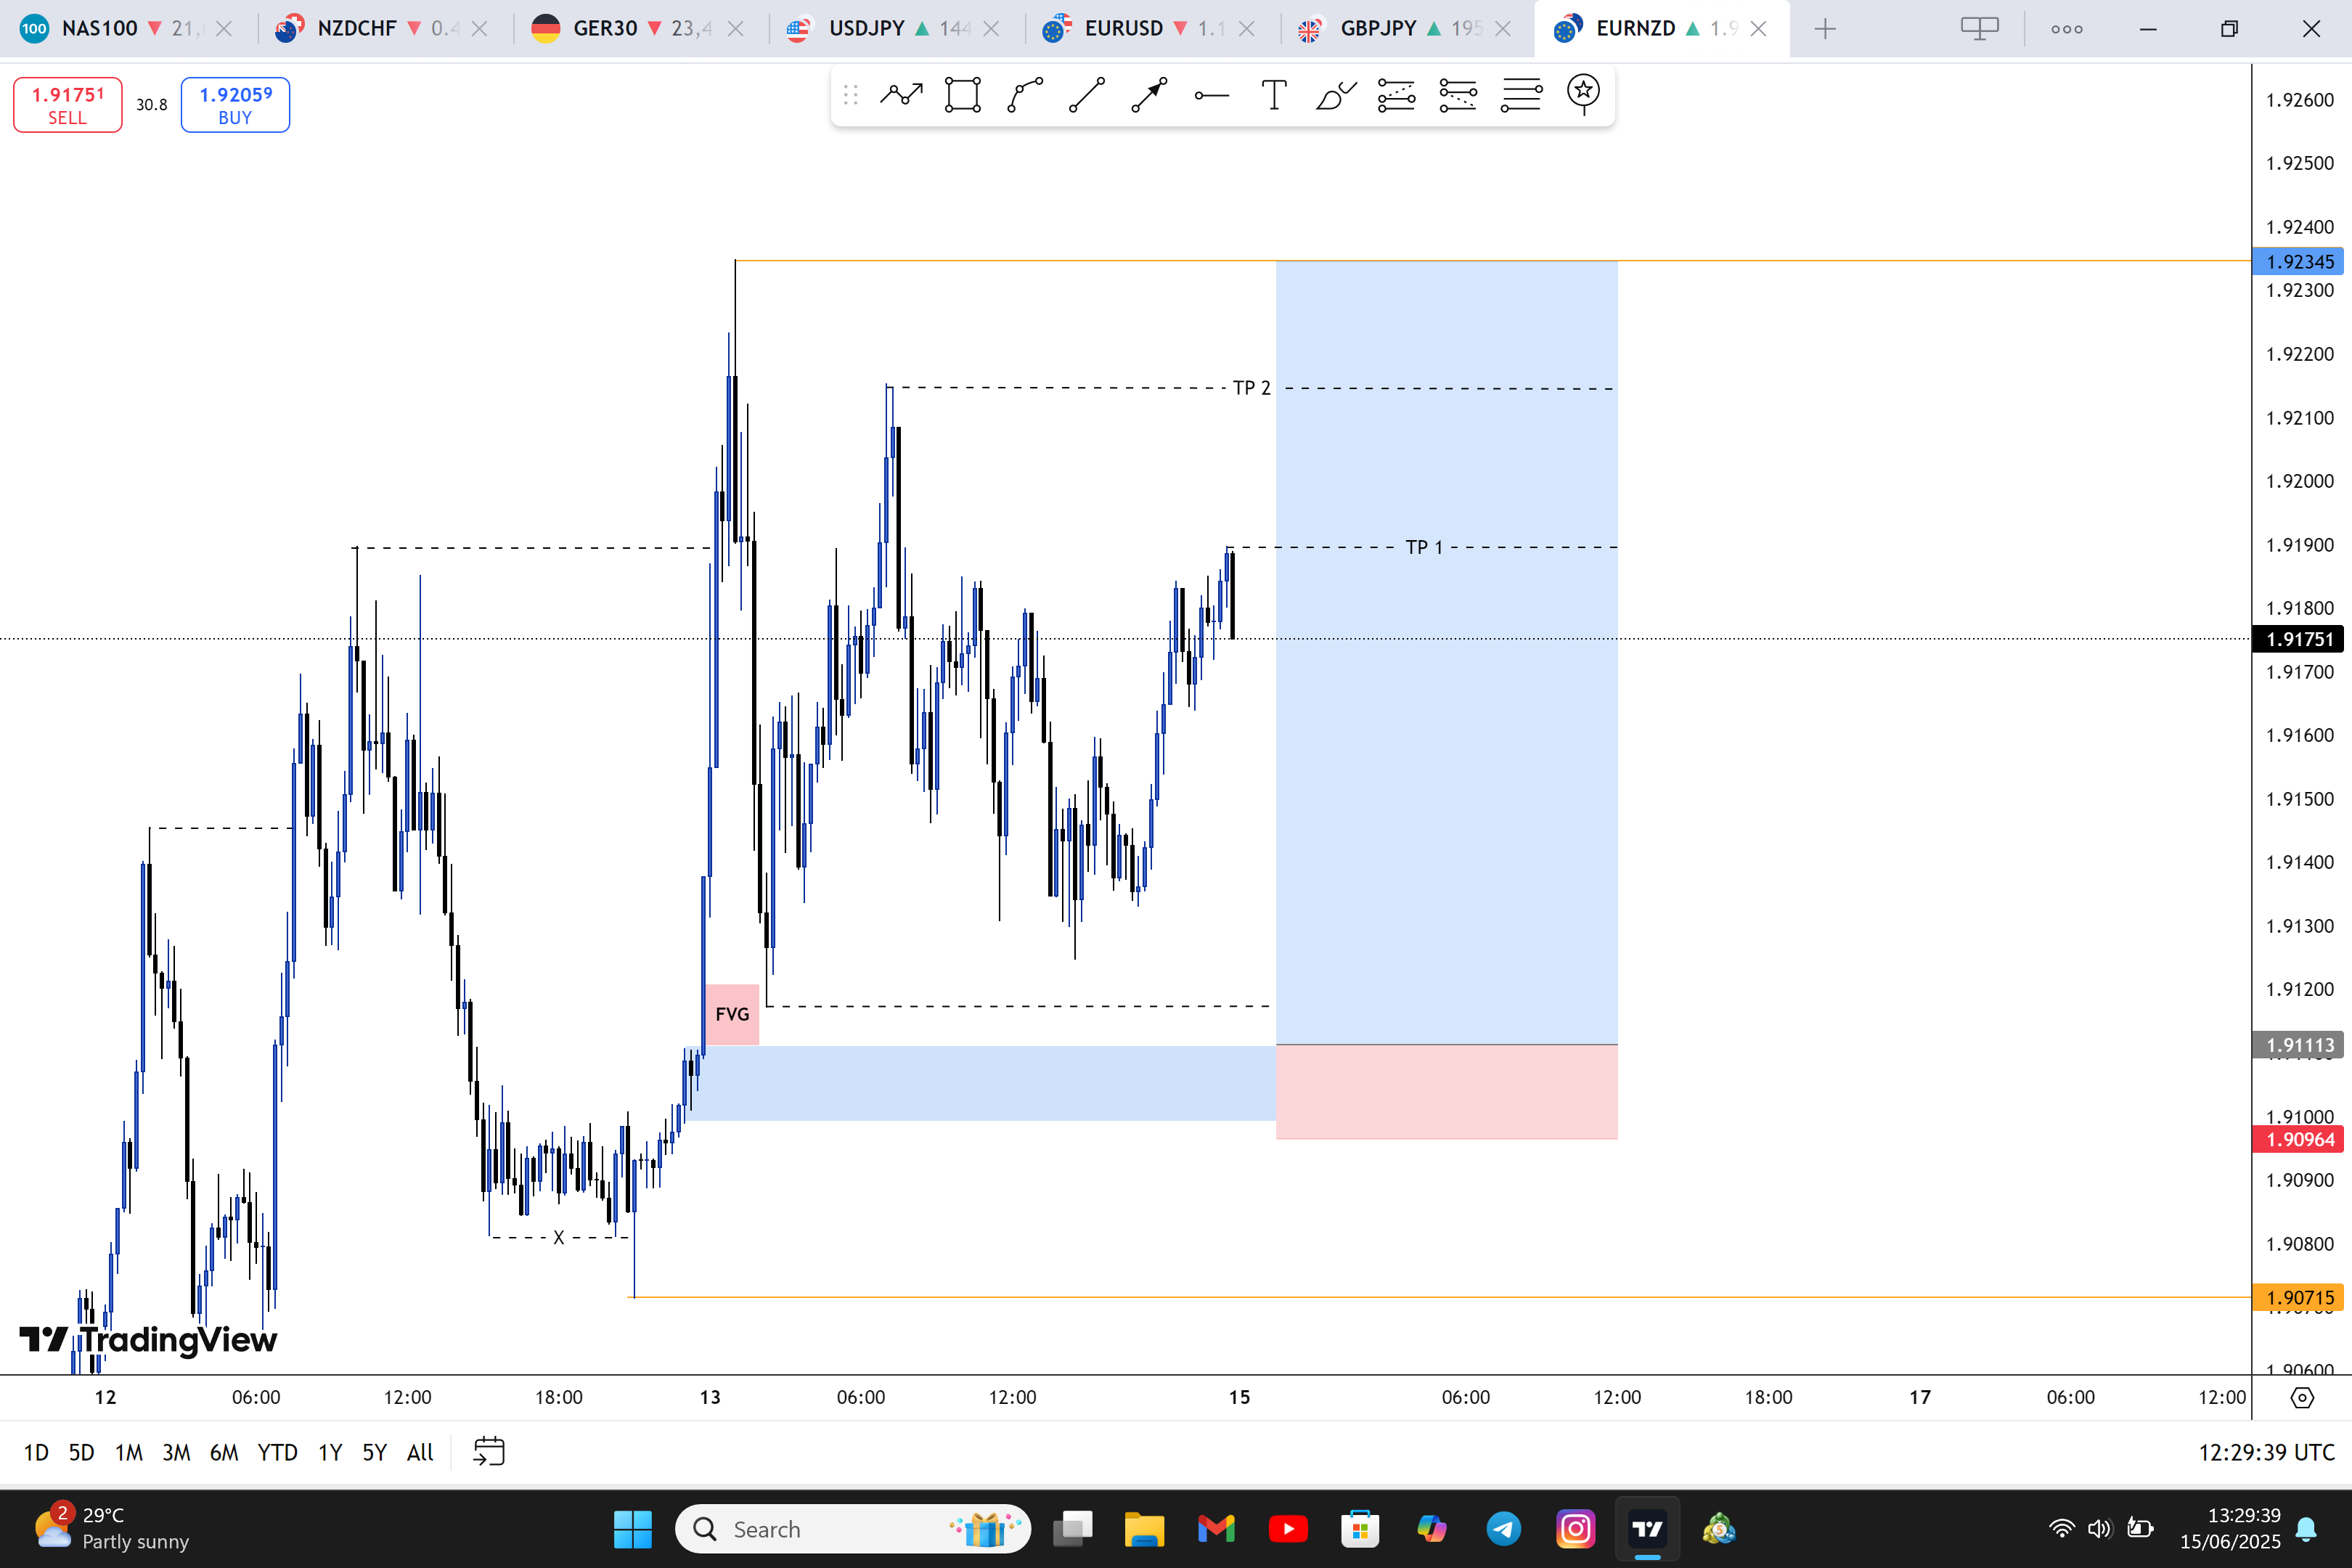 100 NAS100 21,
NZDCHF 0.4
GER30 23,4
USDJPY 144
EURUSD 1.1
GBPJPY 195
EURNZD 1.9
1.91751
SELL
30.8
1.92059
BUY
T
1.92600
1.92500
1.92400
1.92345
1.92300
1.92200
TP 2
1.92100
1.92000
TP 1
1.91900
1.91800
1.91751
1.91700
1.91600
1.91500
1.91400
1.91300
1.91200
FVG
1.91113
1.91000
1.90964
1.90900
X
1.90800
1.90715
TradingView
1.90600
12 06:00 12:00 18:00 13 06:00 12:00 15 06:00 12:00 18:00 17 06:00 12:00
1D 5D 1M 3M 6M YTD 1Y 5Y All
12:29:39 UTC
2
29°C
Partly sunny
Search
13:29:39
15/06/2025